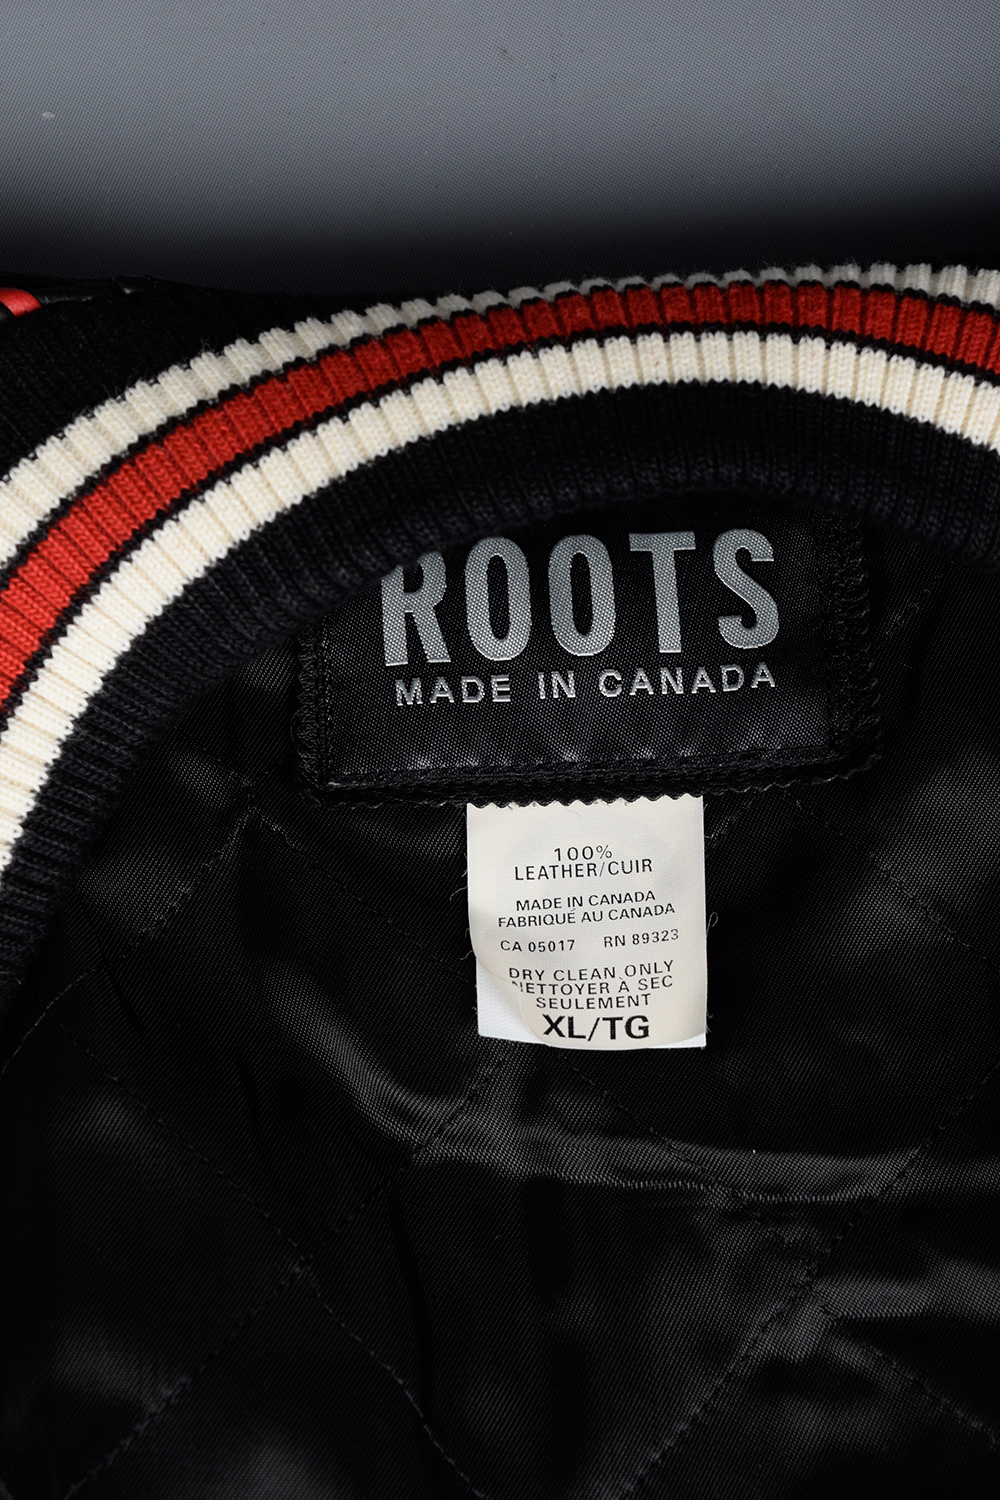 ROOTS
MADE IN CANADA
100%
LEATHER/CUIR
MADE IN CANADA
FABRIQUÉ AU CANADA
CA 05017 RN 89323
DRY CLEAN ONLY
NETTOYER À SEC
SEULEMENT
XL/TG